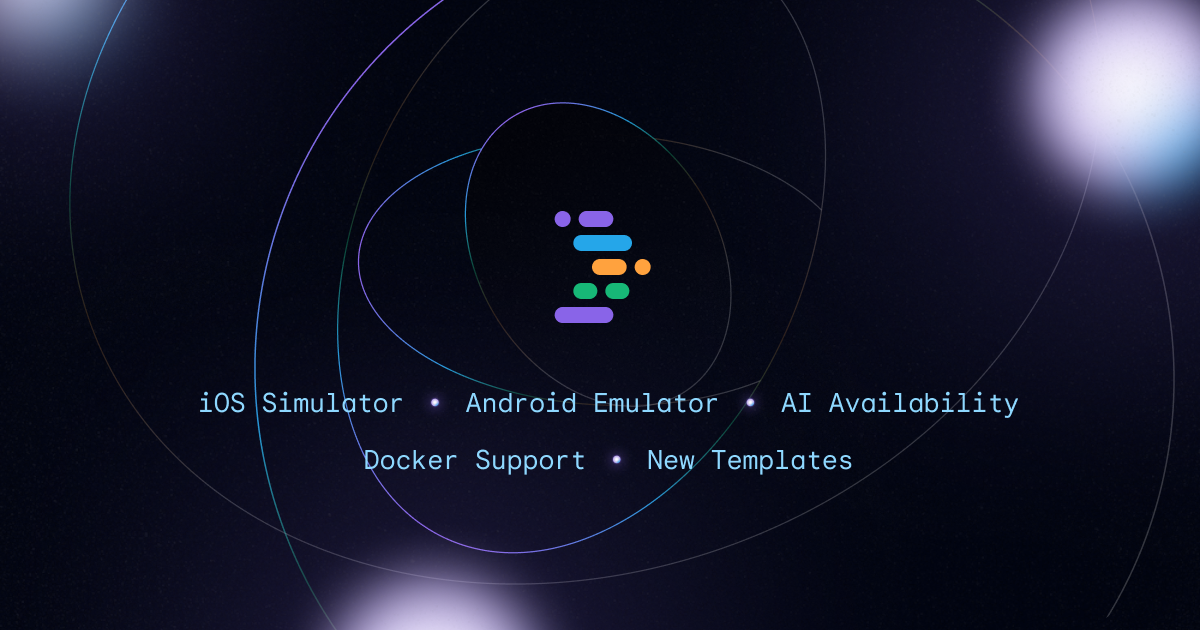 iOS Simulator • Android Emulator • AI Availability
Docker Support • New Templates